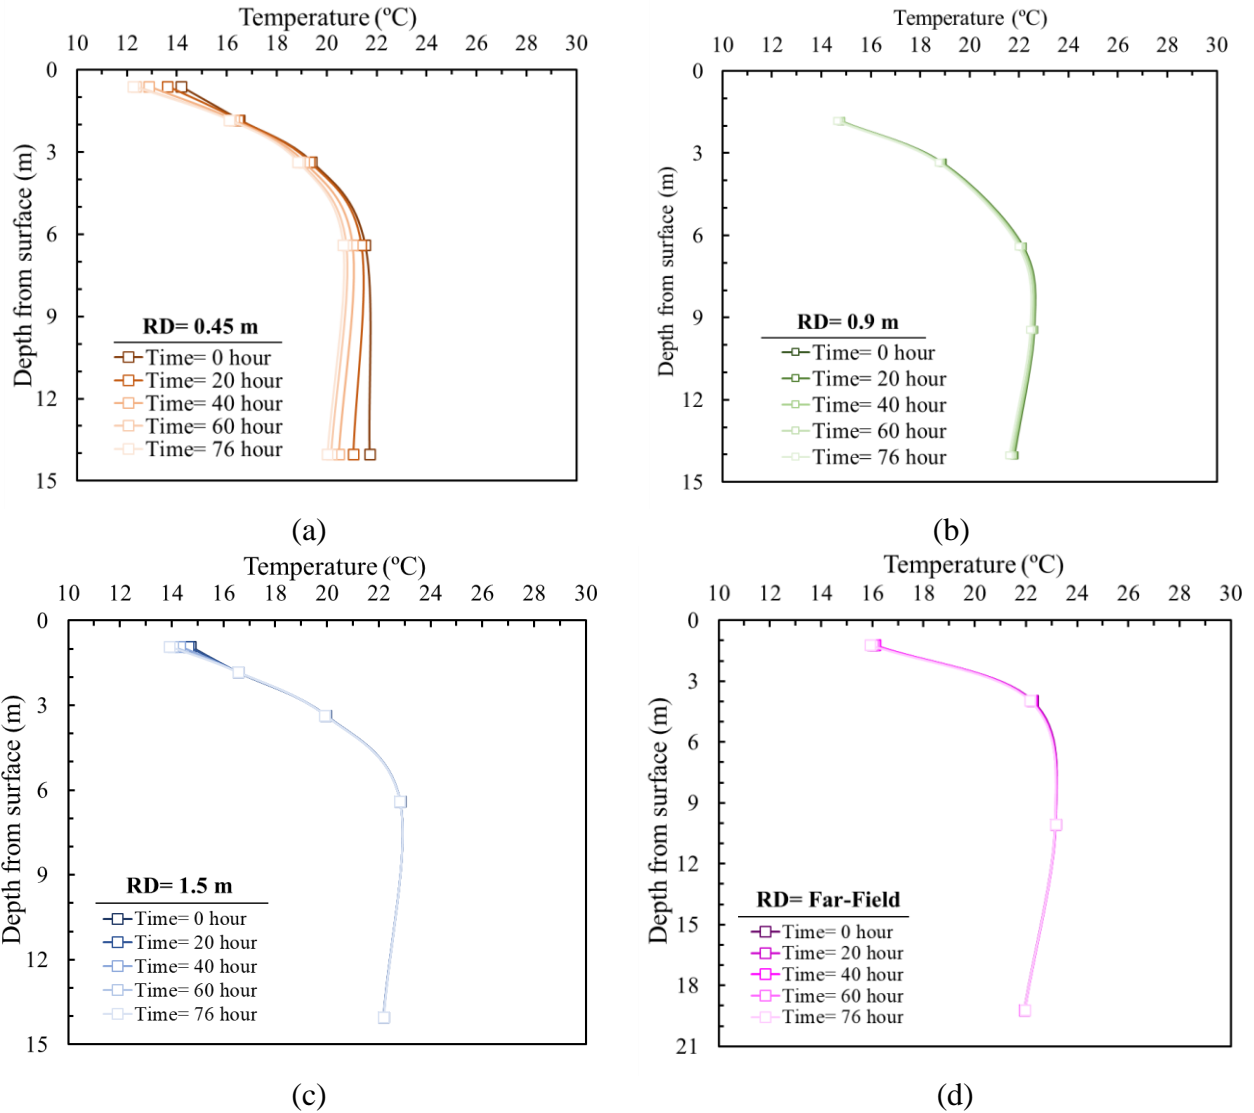 Temperature (ºC)
10 12 14 16 18 20 22 24 26 28 30
Depth from surface (m)
0
3
6
9
12
15
RD= 0.45 m
Time= 0 hour
Time= 20 hour
Time= 40 hour
Time= 60 hour
Time= 76 hour
(a)
Temperature (ºC)
10 12 14 16 18 20 22 24 26 28 30
Depth from surface (m)
0
3
6
9
12
15
RD= 0.9 m
Time= 0 hour
Time= 20 hour
Time= 40 hour
Time= 60 hour
Time= 76 hour
(b)
Temperature (ºC)
10 12 14 16 18 20 22 24 26 28 30
Depth from surface (m)
0
3
6
9
12
15
RD= 1.5 m
Time= 0 hour
Time= 20 hour
Time= 40 hour
Time= 60 hour
Time= 76 hour
(c)
Temperature (ºC)
10 12 14 16 18 20 22 24 26 28 30
Depth from surface (m)
0
3
6
9
12
15
18
21
RD= Far-Field
Time= 0 hour
Time= 20 hour
Time= 40 hour
Time= 60 hour
Time= 76 hour
(d)